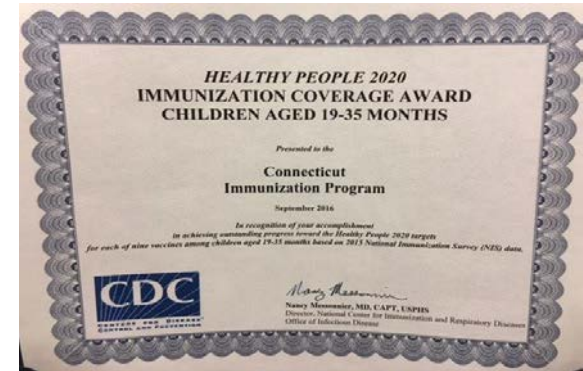 HEALTHY PEOPLE 2020
IMMUNIZATION COVERAGE AWARD
CHILDREN AGED 19-35 MONTHS
Presented to the
Connecticut
Immunization Program
September 2016
In recognition of your accomplishment
in achieving outstanding progress toward the Healthy People 2020 targets
for each of nine vaccines among children aged 19-35 months based on 2015 National Immunization Survey (NIS) data.
CDC
CENTERS FOR DISEASE
CONTROL AND PREVENTION
Nancy Messonnier
Nancy Messonnier, MD, CAPT, USPHS
Director, National Center for Immunization and Respiratory Diseases
Office of Infectious Disease